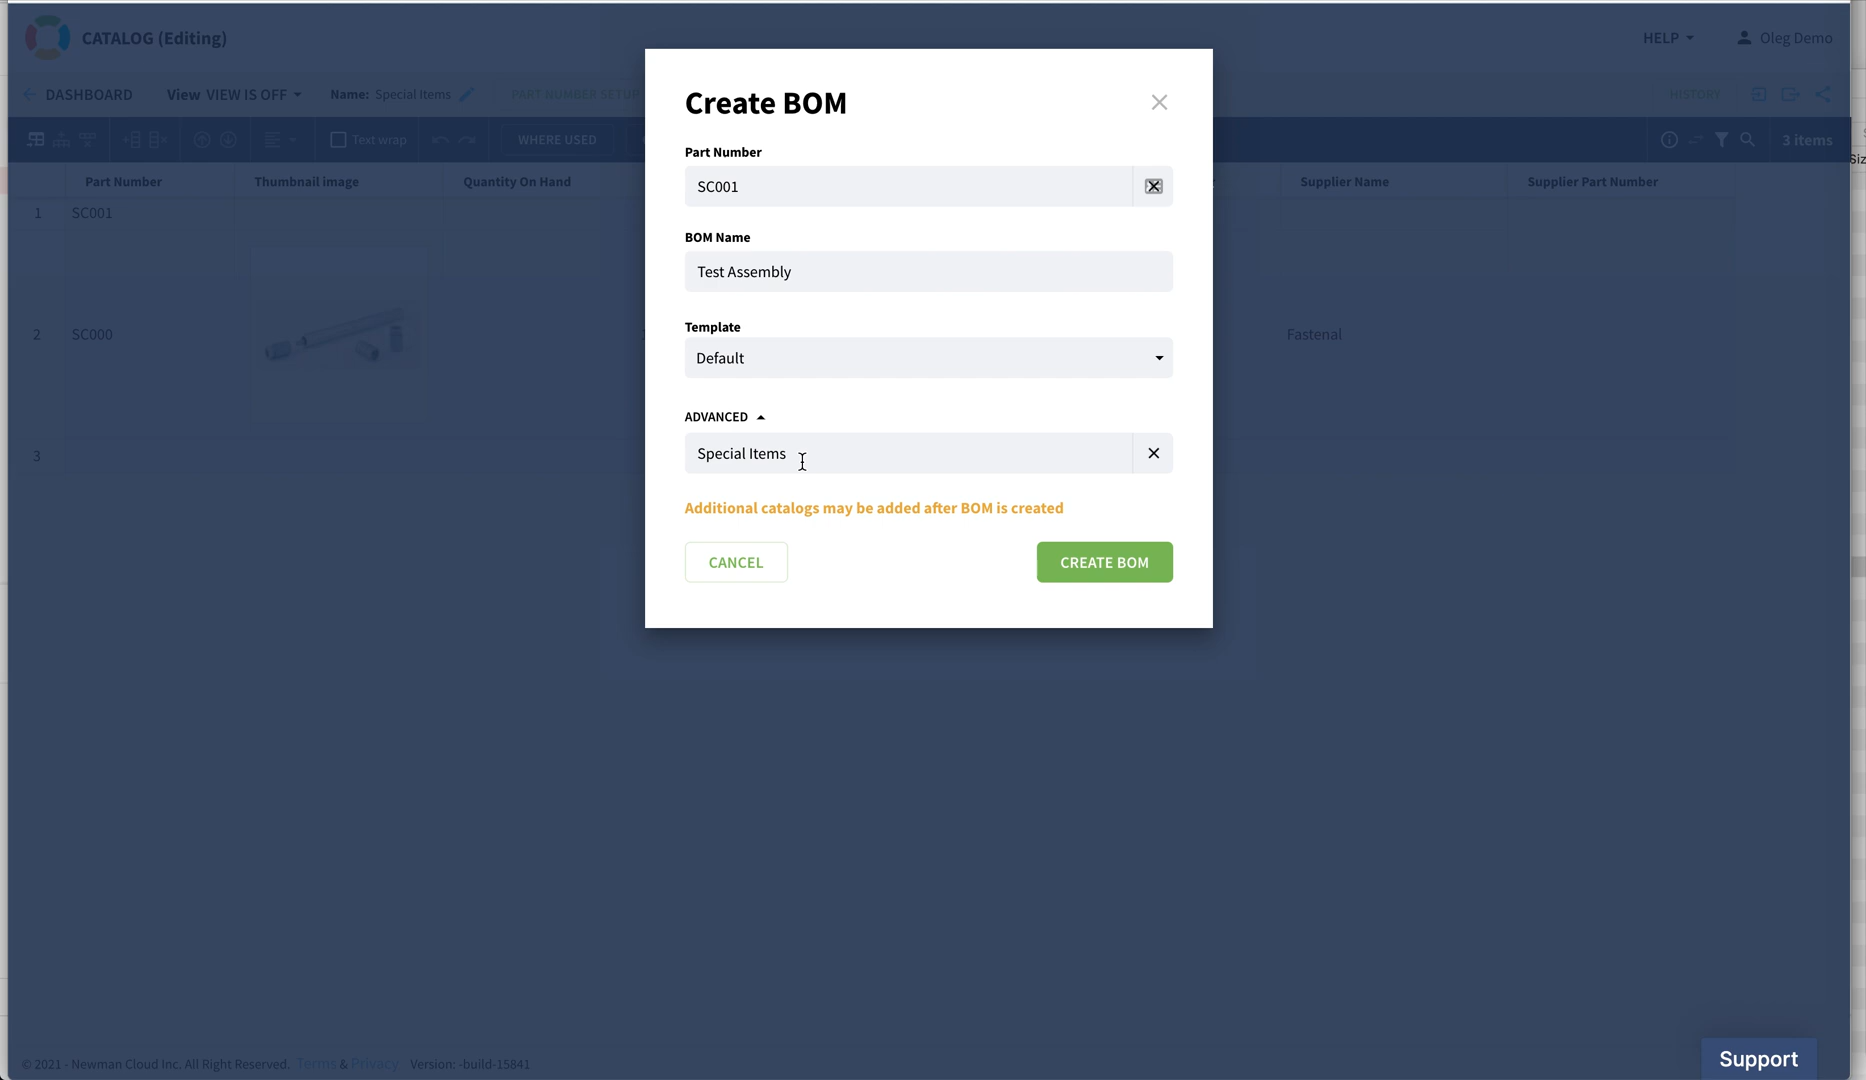 CATALOG (Editing)
HELP
Oleg Demo
DASHBOARD
View VIEW IS OFF
Name: Special Items
PART NUMBER SETUP
HISTORY
Text wrap
WHERE USED
3 items
Siz
Part Number
Thumbnail image
Quantity On Hand
Supplier Name
Supplier Part Number
1 SC001
2 SC000
Fastenal
3
Create BOM
Part Number
SC001
BOM Name
Test Assembly
Template
Default
ADVANCED
Special Items
Additional catalogs may be added after BOM is created
CANCEL
CREATE BOM
© 2021 - Newman Cloud Inc. All Right Reserved. Terms & Privacy Version: -build-15841
Support